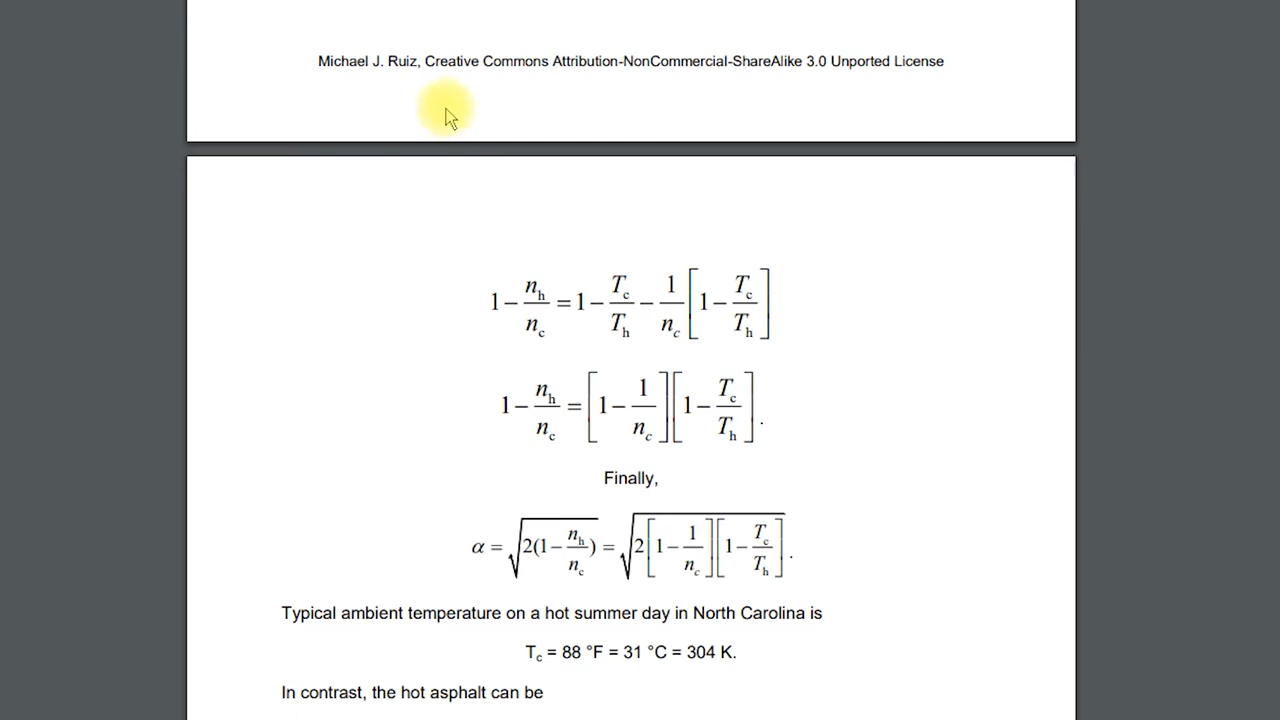 Michael J. Ruiz, Creative Commons Attribution-NonCommercial-ShareAlike 3.0 Unported License
1 − n_h/n_c = 1 − T_c/T_h − 1/n_c [1 − T_c/T_h]
1 − n_h/n_c = [1 − 1/n_c][1 − T_c/T_h].
Finally,
α = √(2(1 − n_h/n_c)) = √(2[1 − 1/n_c][1 − T_c/T_h]).
Typical ambient temperature on a hot summer day in North Carolina is
T_c = 88 °F = 31 °C = 304 K.
In contrast, the hot asphalt can be